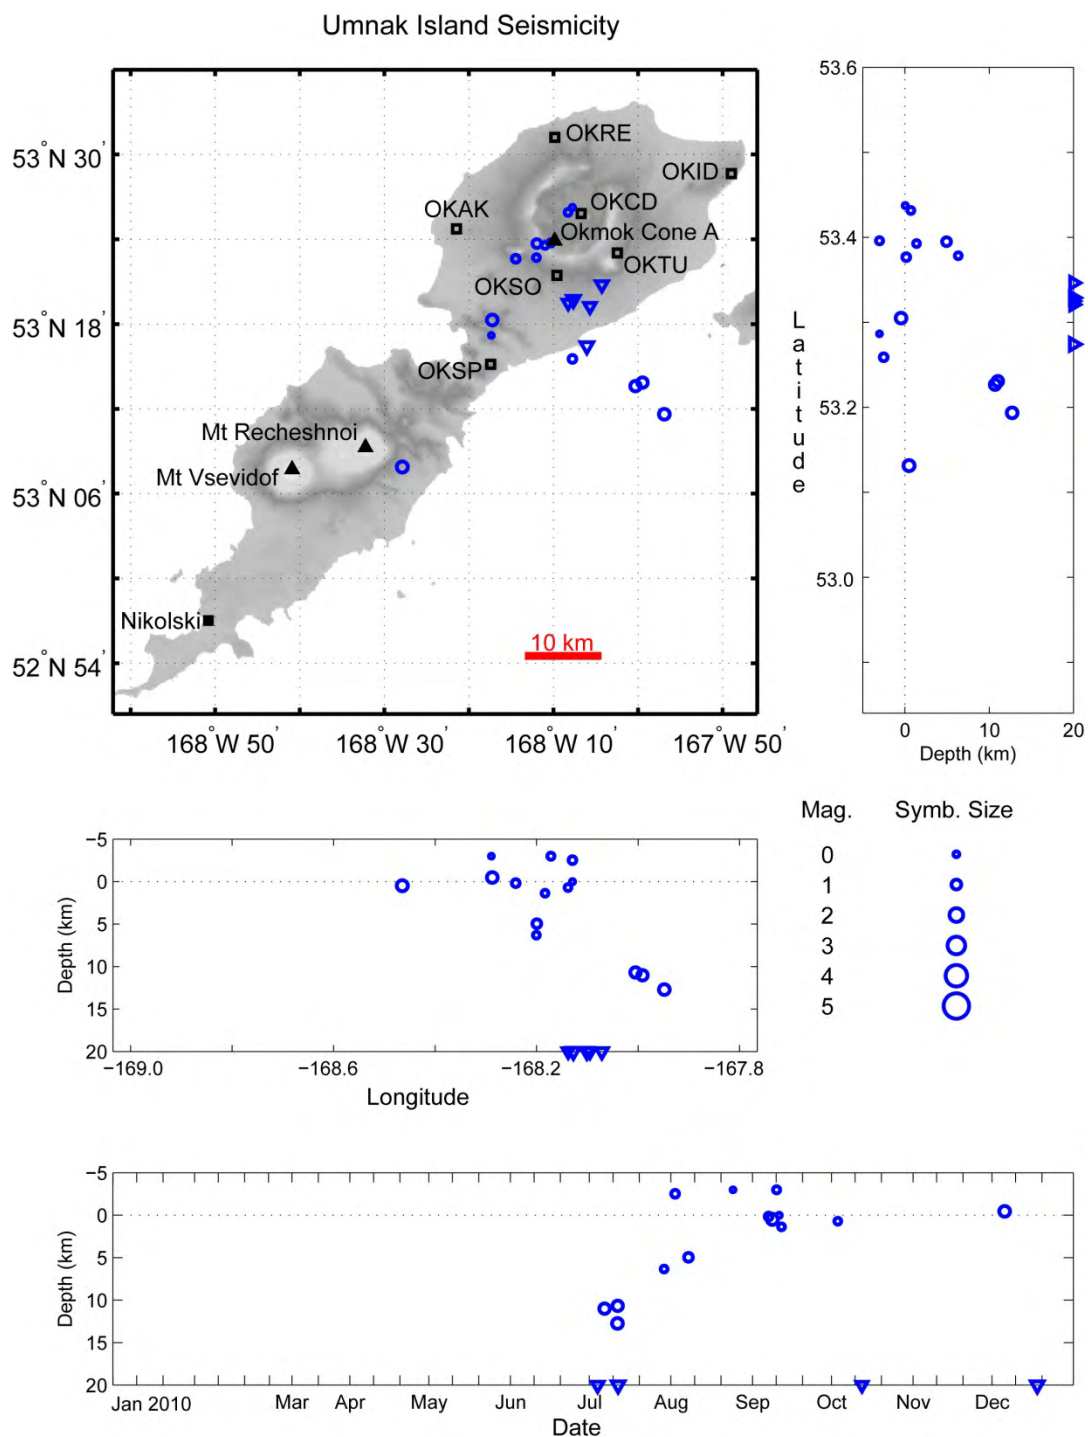 Umnak Island Seismicity
53°N 30'
53°N 18'
53°N 06'
52°N 54'
168°W 50'
168°W 30'
168°W 10'
167°W 50'
OKRE
OKID
OKCD
OKAK
Okmok Cone A
OKTU
OKSO
OKSP
Mt Recheshnoi
Mt Vsevidof
Nikolski
10 km
53.6
53.4
53.2
53.0
Latitude
0
10
20
Depth (km)
Mag. Symb. Size
0
1
2
3
4
5
−5
0
5
10
15
20
Depth (km)
−169.0
−168.6
−168.2
−167.8
Longitude
−5
0
5
10
15
20
Depth (km)
Jan 2010 Mar Apr May Jun Jul Aug Sep Oct Nov Dec
Date